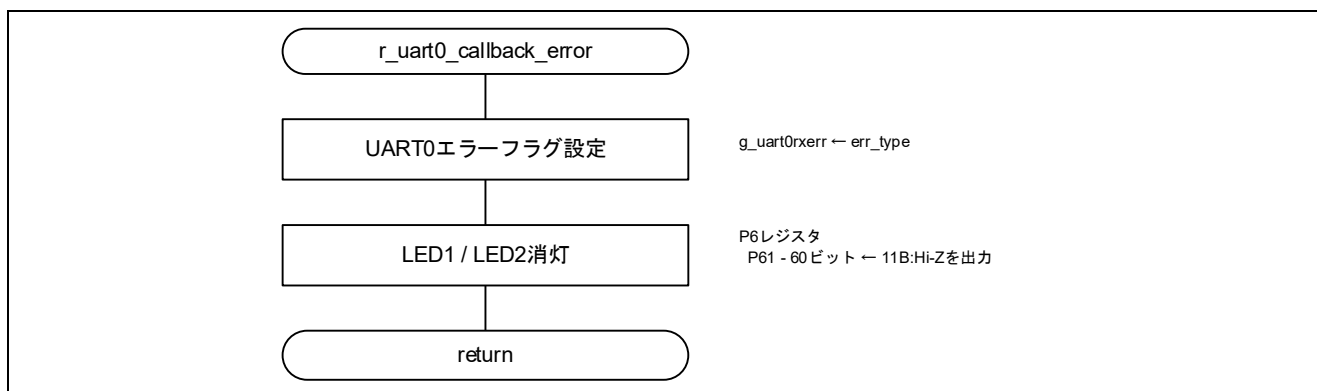 r_uart0_callback_error
UART0エラーフラグ設定
g_uart0rxerr ← err_type
LED1 / LED2消灯
P6レジスタ
P61 - 60ビット ← 11B:Hi-Zを出力
return